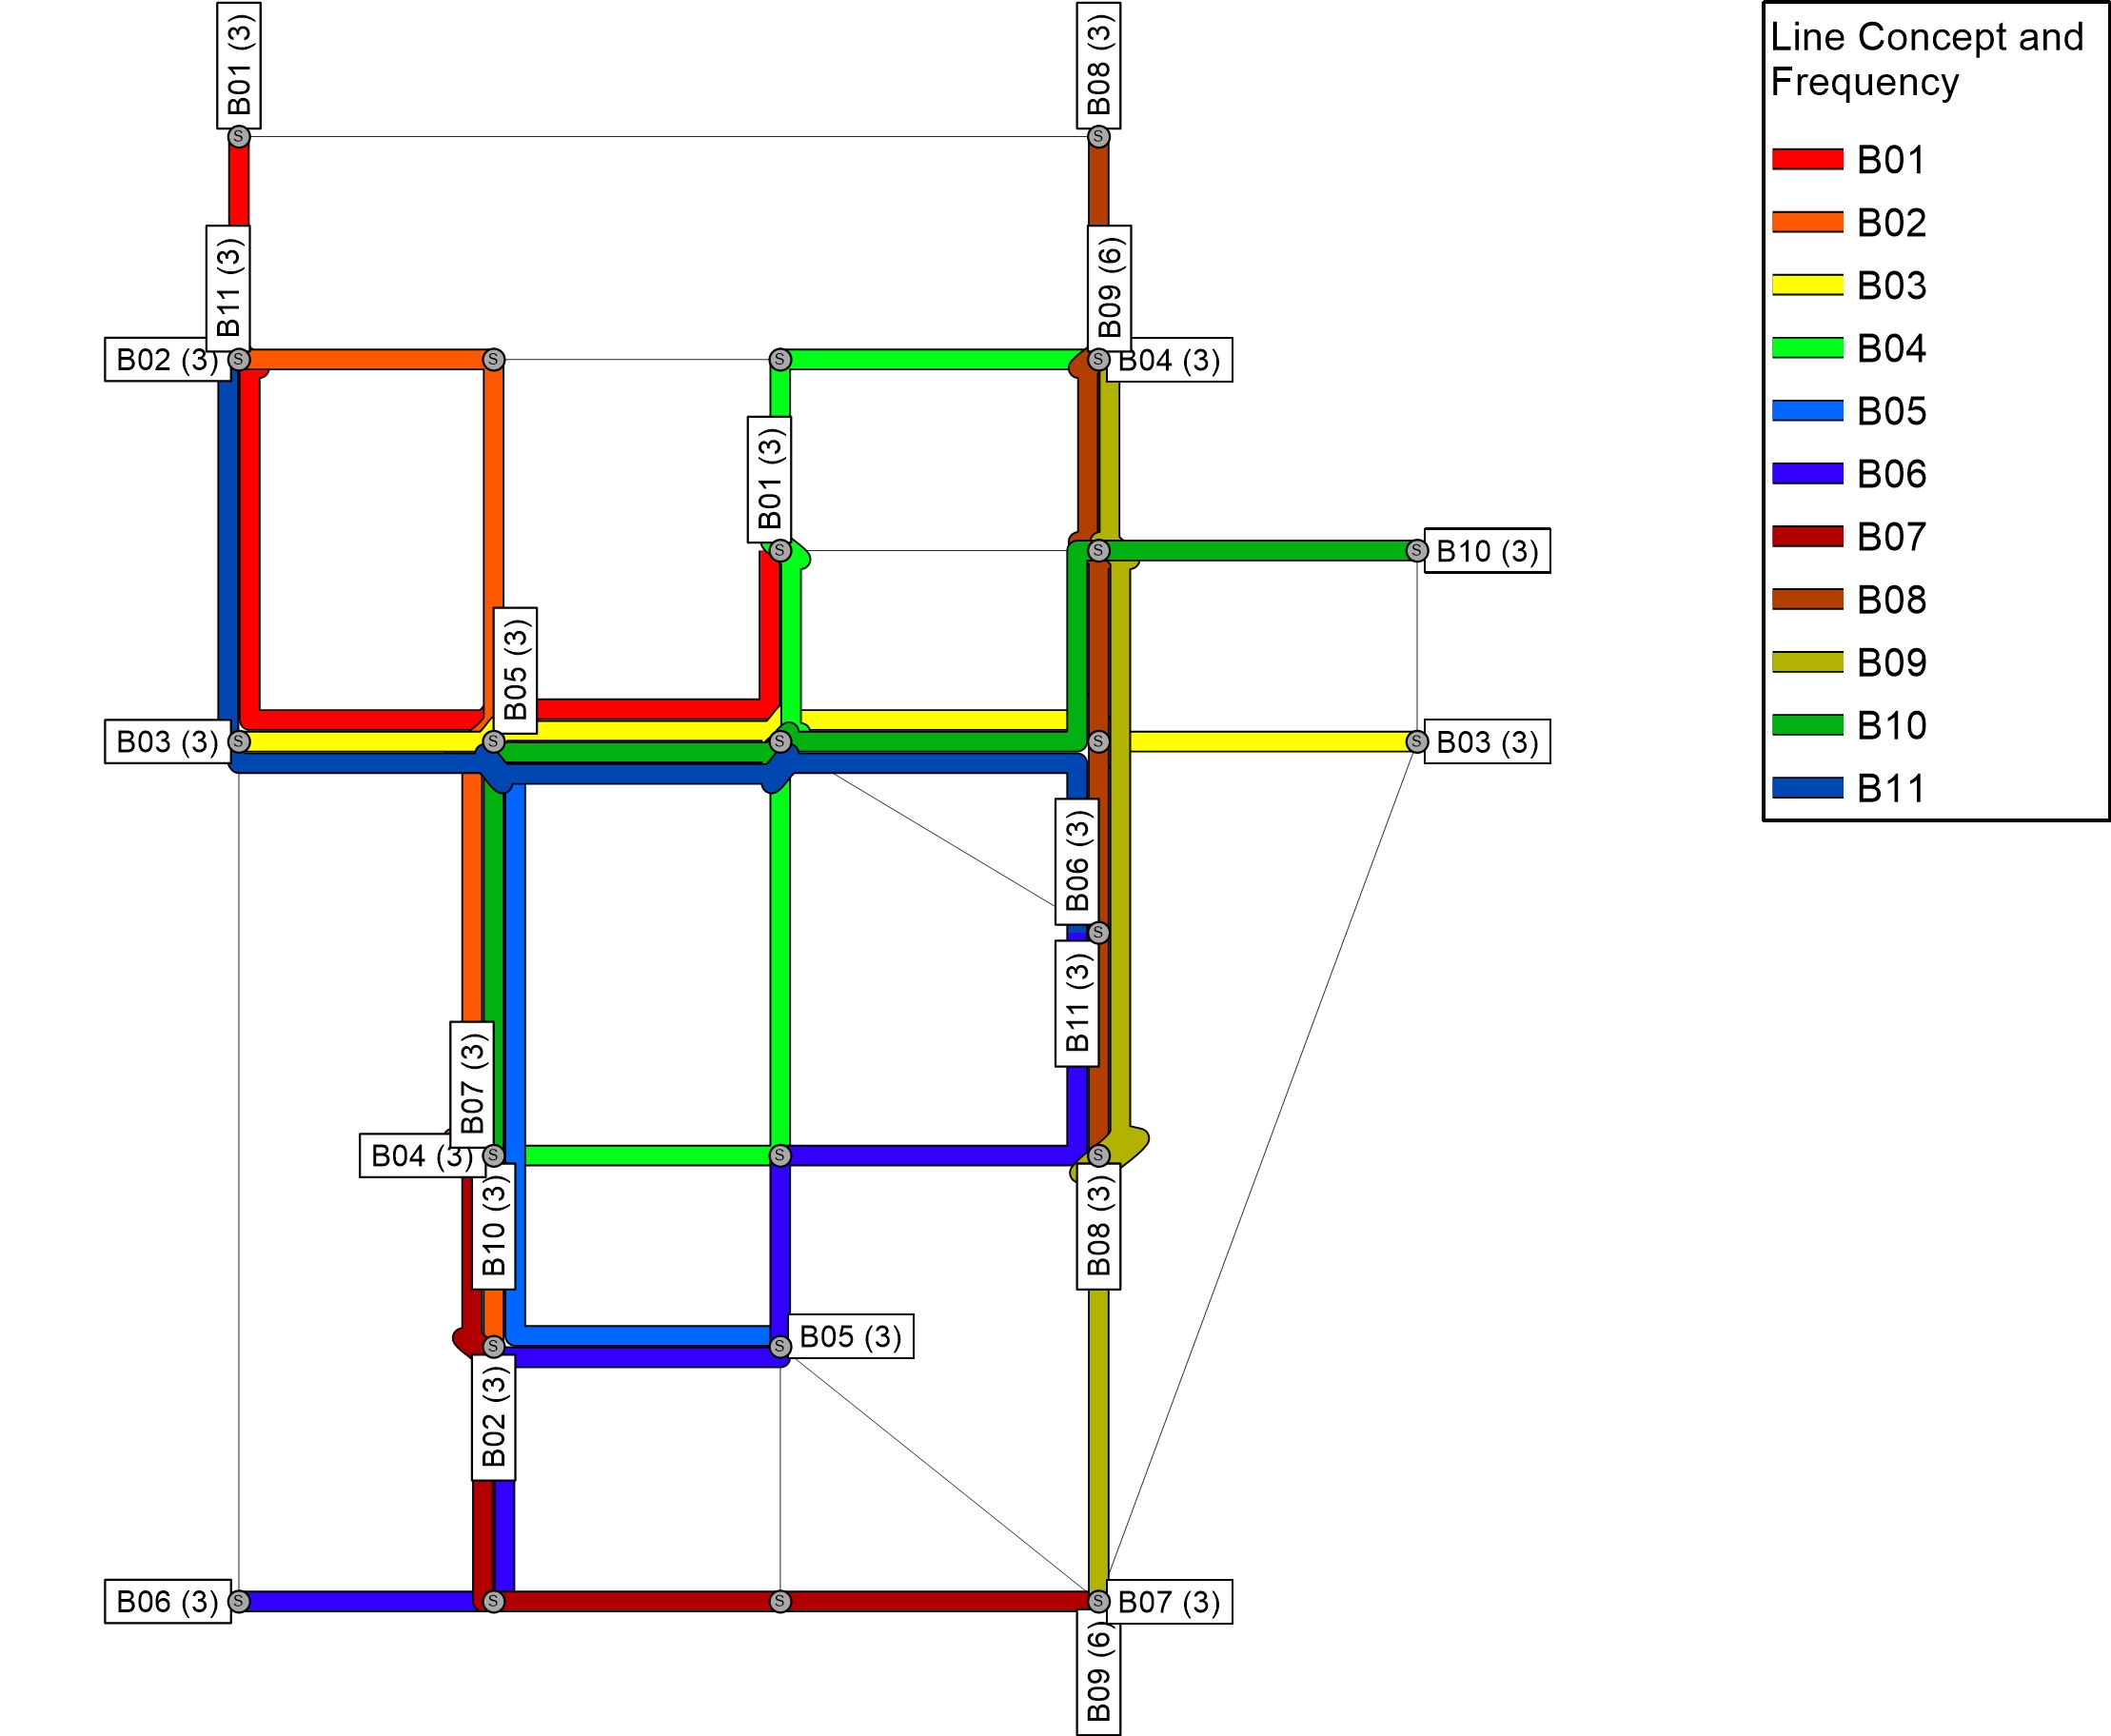 B01 (3)
B08 (3)
Line Concept and
Frequency
B01
B02
B03
B04
B05
B06
B07
B08
B09
B10
B11
S
S
B11 (3)
B09 (6)
B02 (3)
S
S
S
S
B04 (3)
B01 (3)
S
S
S
B10 (3)
B05 (3)
B03 (3)
S
S
S
S
S
B03 (3)
B06 (3)
S
B11 (3)
B07 (3)
B04 (3)
S
S
S
B10 (3)
B08 (3)
S
S
B05 (3)
B02 (3)
B06 (3)
S
S
S
S
B07 (3)
B09 (6)